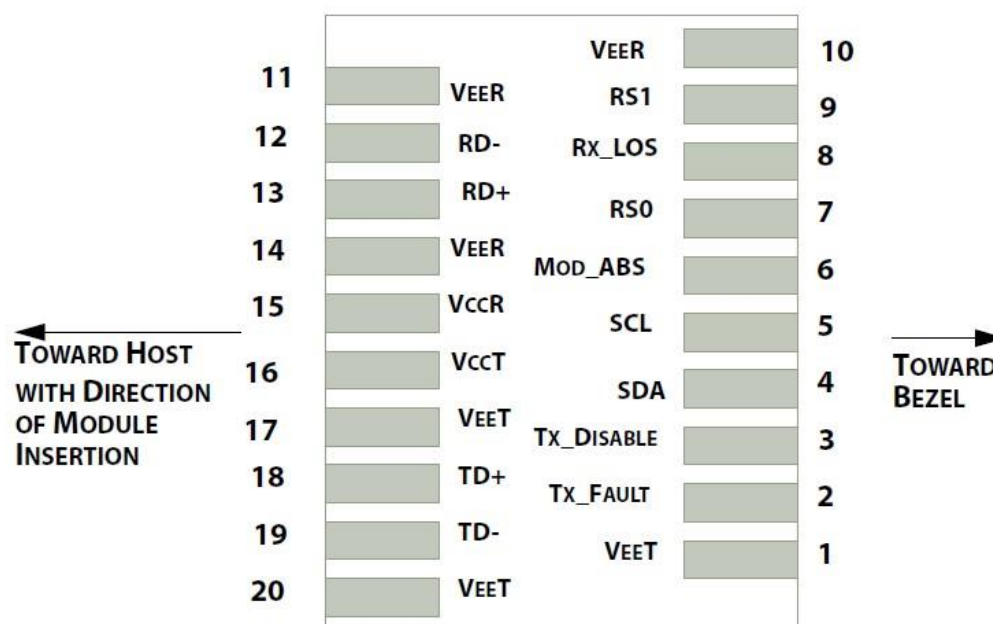 11 VEER
12 RD-
13 RD+
14 VEER
15 VCCR
16 VCCT
17 VEET
18 TD+
19 TD-
20 VEET
VEER 10
RS1 9
RX_LOS 8
RS0 7
MOD_ABS 6
SCL 5
SDA 4
TX_DISABLE 3
TX_FAULT 2
VEET 1
TOWARD HOST
WITH DIRECTION
OF MODULE
INSERTION
TOWARD
BEZEL